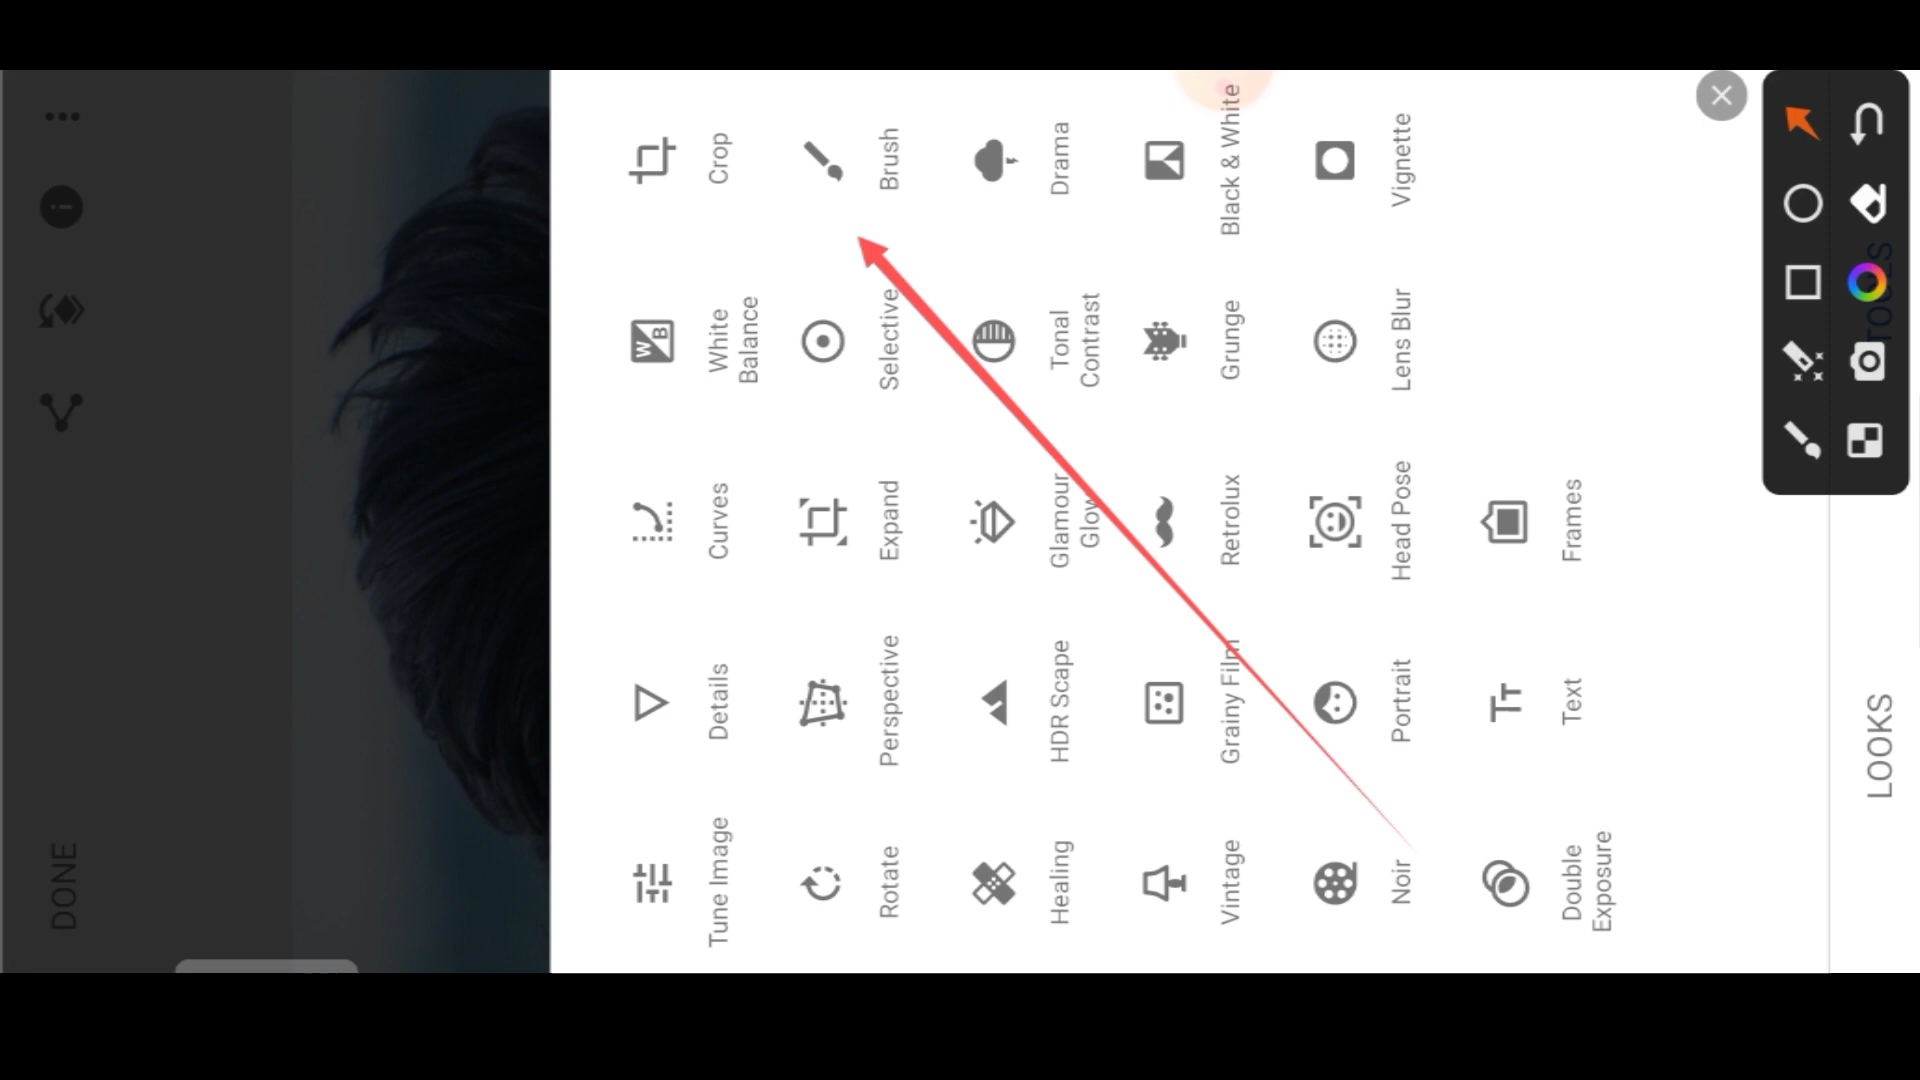 DONE
Tune Image
Details
Curves
White
Balance
Crop
Rotate
Perspective
Expand
Selective
Brush
Healing
HDR Scape
Glamour
Glow
Tonal
Contrast
Drama
Vintage
Grainy Film
Retrolux
Grunge
Black & White
Noir
Portrait
Head Pose
Lens Blur
Vignette
Double
Exposure
Text
Frames
LOOKS
TOOLS